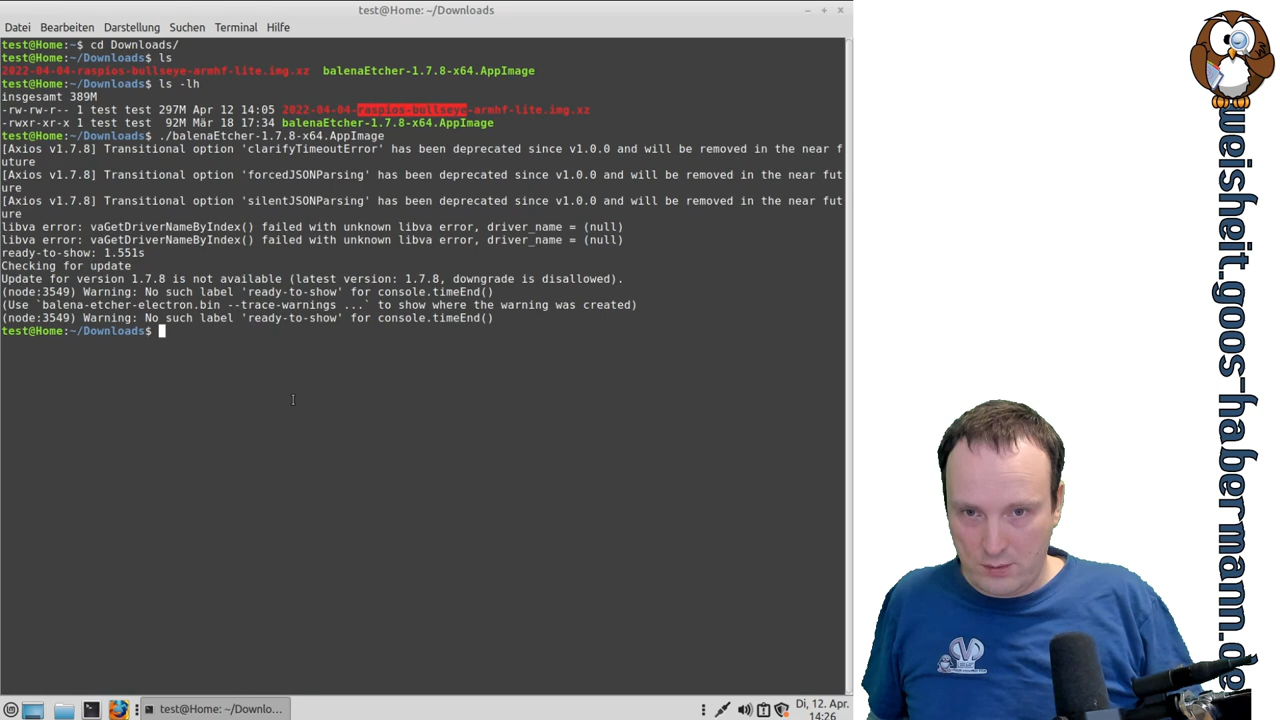 test@Home: ~/Downloads
Datei Bearbeiten Darstellung Suchen Terminal Hilfe
test@Home:~$ cd Downloads/
test@Home:~/Downloads$ ls
2022-04-04-raspios-bullseye-armhf-lite.img.xz balenaEtcher-1.7.8-x64.AppImage
test@Home:~/Downloads$ ls -lh
insgesamt 389M
-rw-rw-r-- 1 test test 297M Apr 12 14:05 2022-04-04-raspios-bullseye-armhf-lite.img.xz
-rwxr-xr-x 1 test test 92M Mär 18 17:34 balenaEtcher-1.7.8-x64.AppImage
test@Home:~/Downloads$ ./balenaEtcher-1.7.8-x64.AppImage
[Axios v1.7.8] Transitional option 'clarifyTimeoutError' has been deprecated since v1.0.0 and will be removed in the near f
uture
[Axios v1.7.8] Transitional option 'forcedJSONParsing' has been deprecated since v1.0.0 and will be removed in the near fut
ure
[Axios v1.7.8] Transitional option 'silentJSONParsing' has been deprecated since v1.0.0 and will be removed in the near fut
ure
libva error: vaGetDriverNameByIndex() failed with unknown libva error, driver_name = (null)
libva error: vaGetDriverNameByIndex() failed with unknown libva error, driver_name = (null)
ready-to-show: 1.551s
Checking for update
Update for version 1.7.8 is not available (latest version: 1.7.8, downgrade is disallowed).
(node:3549) Warning: No such label 'ready-to-show' for console.timeEnd()
(Use `balena-etcher-electron.bin --trace-warnings ...` to show where the warning was created)
(node:3549) Warning: No such label 'ready-to-show' for console.timeEnd()
test@Home:~/Downloads$
test@Home: ~/Downlo...
Di, 12. Apr.
14:26
weisheit.goos-habermann.de